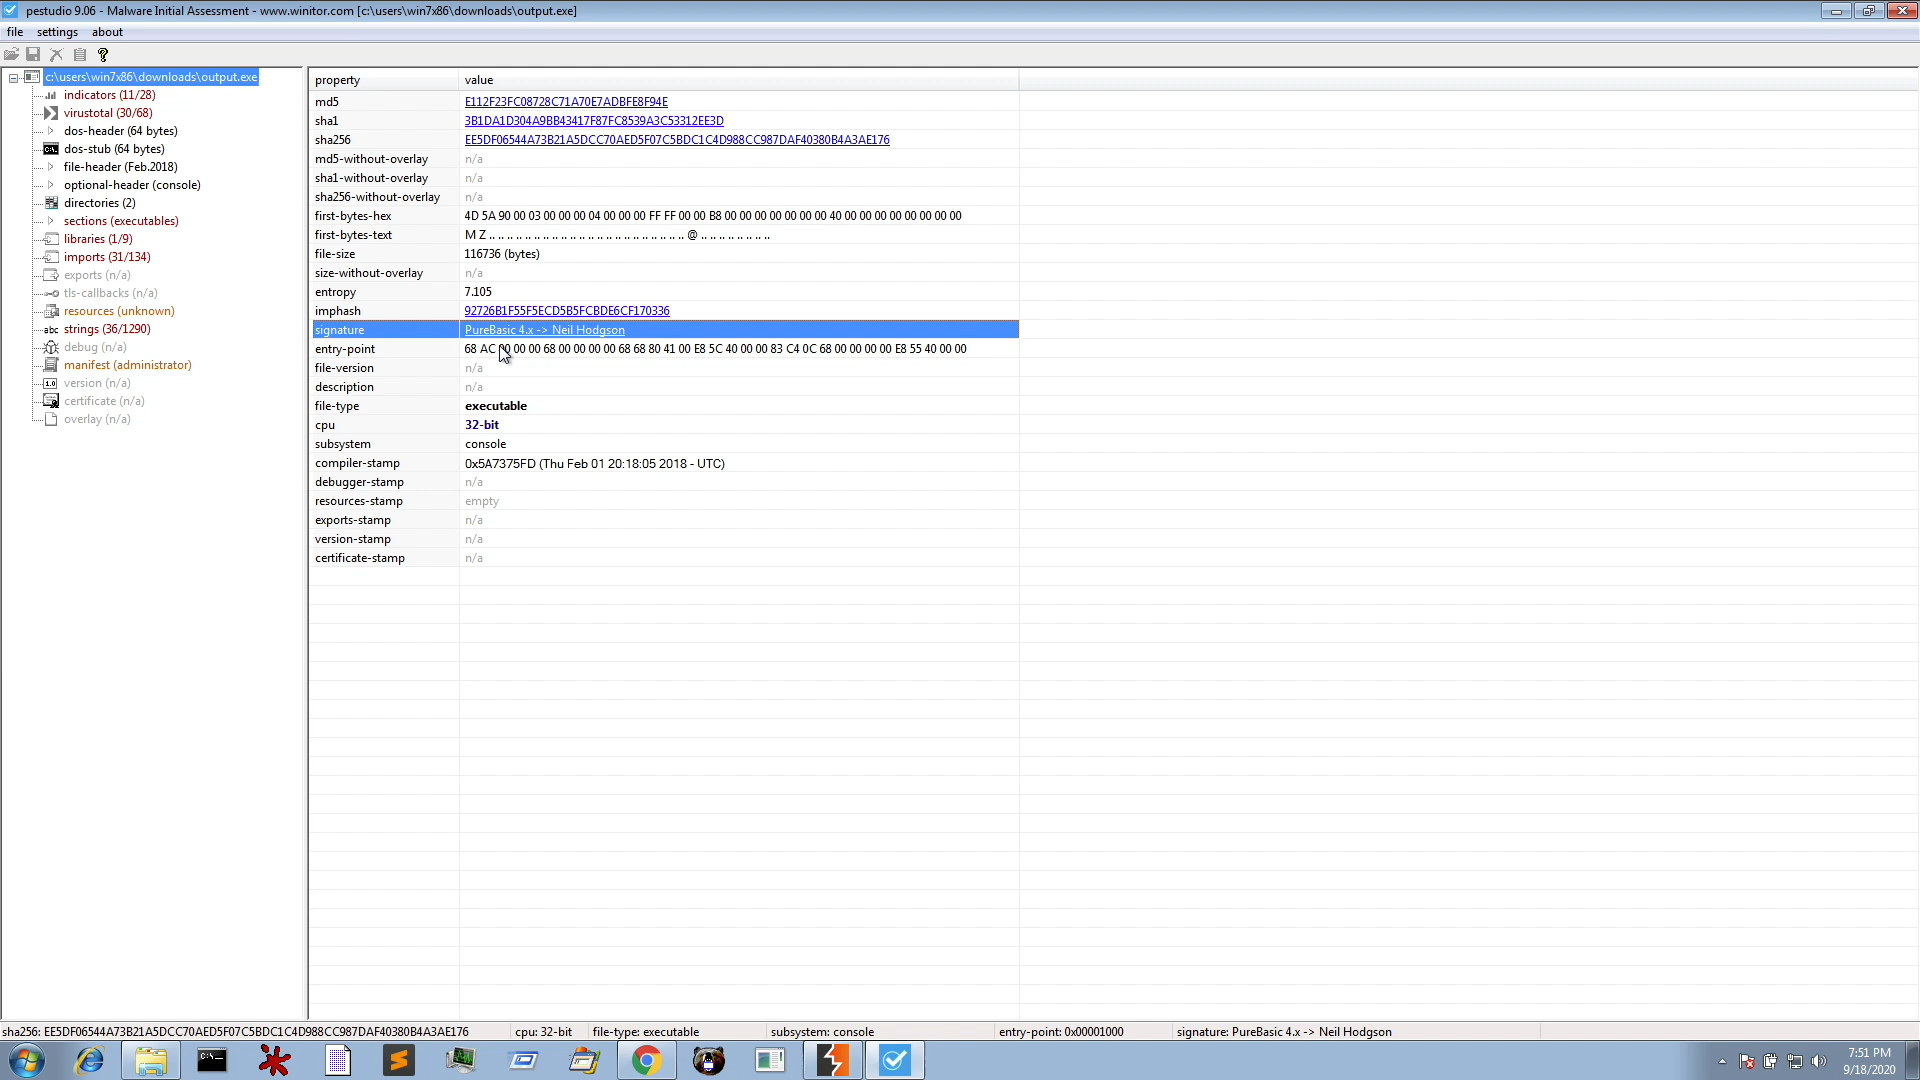 pestudio 9.06 - Malware Initial Assessment - www.winitor.com [c:\users\win7x86\downloads\output.exe]
file settings about
c:\users\win7x86\downloads\output.exe
indicators (11/28)
virustotal (30/68)
dos-header (64 bytes)
dos-stub (64 bytes)
file-header (Feb.2018)
optional-header (console)
directories (2)
sections (executables)
libraries (1/9)
imports (31/134)
exports (n/a)
tls-callbacks (n/a)
resources (unknown)
abc strings (36/1290)
debug (n/a)
manifest (administrator)
1.0 version (n/a)
certificate (n/a)
overlay (n/a)
property value
md5 E112F23FC08728C71A70E7ADBFE8F94E
sha1 3B1DA1D304A9BB43417F87FC8539A3C53312EE3D
sha256 EE5DF06544A73B21A5DCC70AED5F07C5BDC1C4D988CC987DAF40380B4A3AE176
md5-without-overlay n/a
sha1-without-overlay n/a
sha256-without-overlay n/a
first-bytes-hex 4D 5A 90 00 03 00 00 00 04 00 00 00 FF FF 00 00 B8 00 00 00 00 00 00 00 40 00 00 00 00 00 00 00
first-bytes-text M Z .. .. .. .. .. .. .. .. .. .. .. .. .. .. .. .. .. .. .. .. .. .. @ .. .. .. .. .. .. ..
file-size 116736 (bytes)
size-without-overlay n/a
entropy 7.105
imphash 92726B1F55F5ECD5B5FCBDE6CF170336
signature PureBasic 4.x -> Neil Hodgson
entry-point 68 AC 00 00 00 68 00 00 00 00 68 68 80 41 00 E8 5C 40 00 00 83 C4 0C 68 00 00 00 00 E8 55 40 00 00
file-version n/a
description n/a
file-type executable
cpu 32-bit
subsystem console
compiler-stamp 0x5A7375FD (Thu Feb 01 20:18:05 2018 - UTC)
debugger-stamp n/a
resources-stamp empty
exports-stamp n/a
version-stamp n/a
certificate-stamp n/a
sha256: EE5DF06544A73B21A5DCC70AED5F07C5BDC1C4D988CC987DAF40380B4A3AE176 cpu: 32-bit file-type: executable subsystem: console entry-point: 0x00001000 signature: PureBasic 4.x -> Neil Hodgson
7:51 PM
9/18/2020